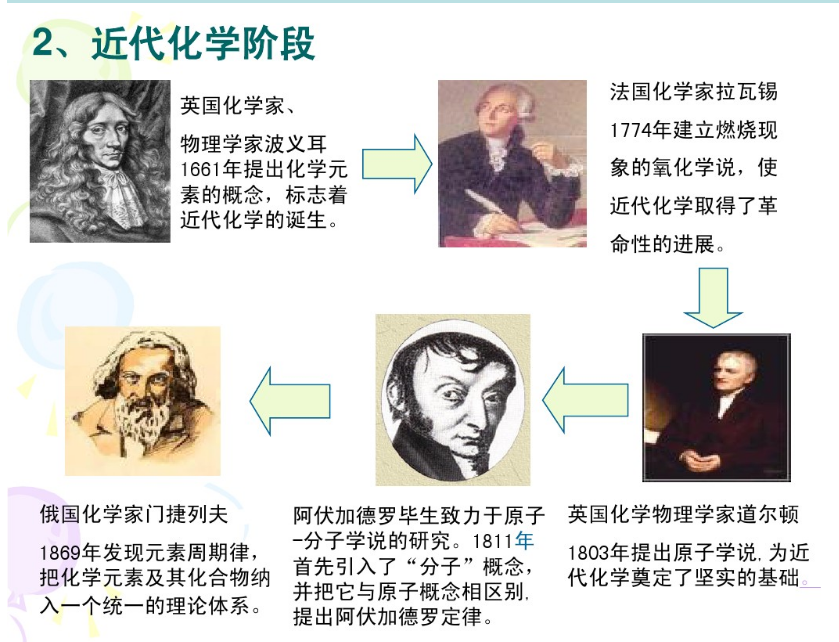 2、近代化学阶段
英国化学家、
物理学家波义耳
1661年提出化学元
素的概念，标志着
近代化学的诞生。
法国化学家拉瓦锡
1774年建立燃烧现
象的氧化学说，使
近代化学取得了革
命性的进展。
英国化学物理学家道尔顿
1803年提出原子学说,为近
代化学奠定了坚实的基础。
阿伏加德罗毕生致力于原子
-分子学说的研究。1811年
首先引入了“分子”概念，
并把它与原子概念相区别,
提出阿伏加德罗定律。
俄国化学家门捷列夫
1869年发现元素周期律，
把化学元素及其化合物纳
入一个统一的理论体系。